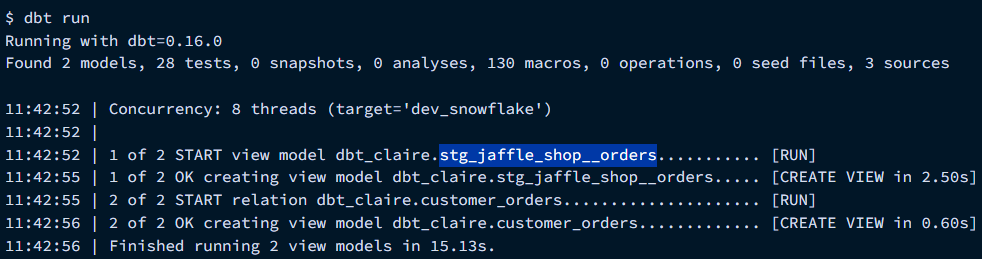 $ dbt run
Running with dbt=0.16.0
Found 2 models, 28 tests, 0 snapshots, 0 analyses, 130 macros, 0 operations, 0 seed files, 3 sources
11:42:52 | Concurrency: 8 threads (target='dev_snowflake')
11:42:52 |
11:42:52 | 1 of 2 START view model dbt_claire.stg_jaffle_shop__orders........... [RUN]
11:42:55 | 1 of 2 OK creating view model dbt_claire.stg_jaffle_shop__orders..... [CREATE VIEW in 2.50s]
11:42:55 | 2 of 2 START relation dbt_claire.customer_orders..................... [RUN]
11:42:56 | 2 of 2 OK creating view model dbt_claire.customer_orders............. [CREATE VIEW in 0.60s]
11:42:56 | Finished running 2 view models in 15.13s.